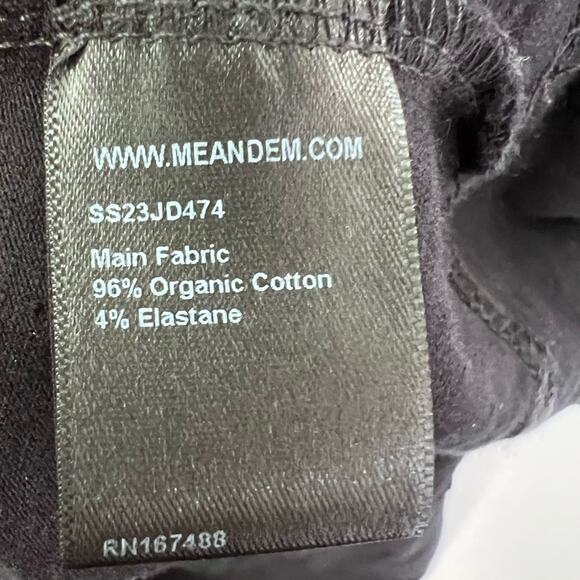 WWW.MEANDEM.COM
SS23JD474
Main Fabric
96% Organic Cotton
4% Elastane
RN167488